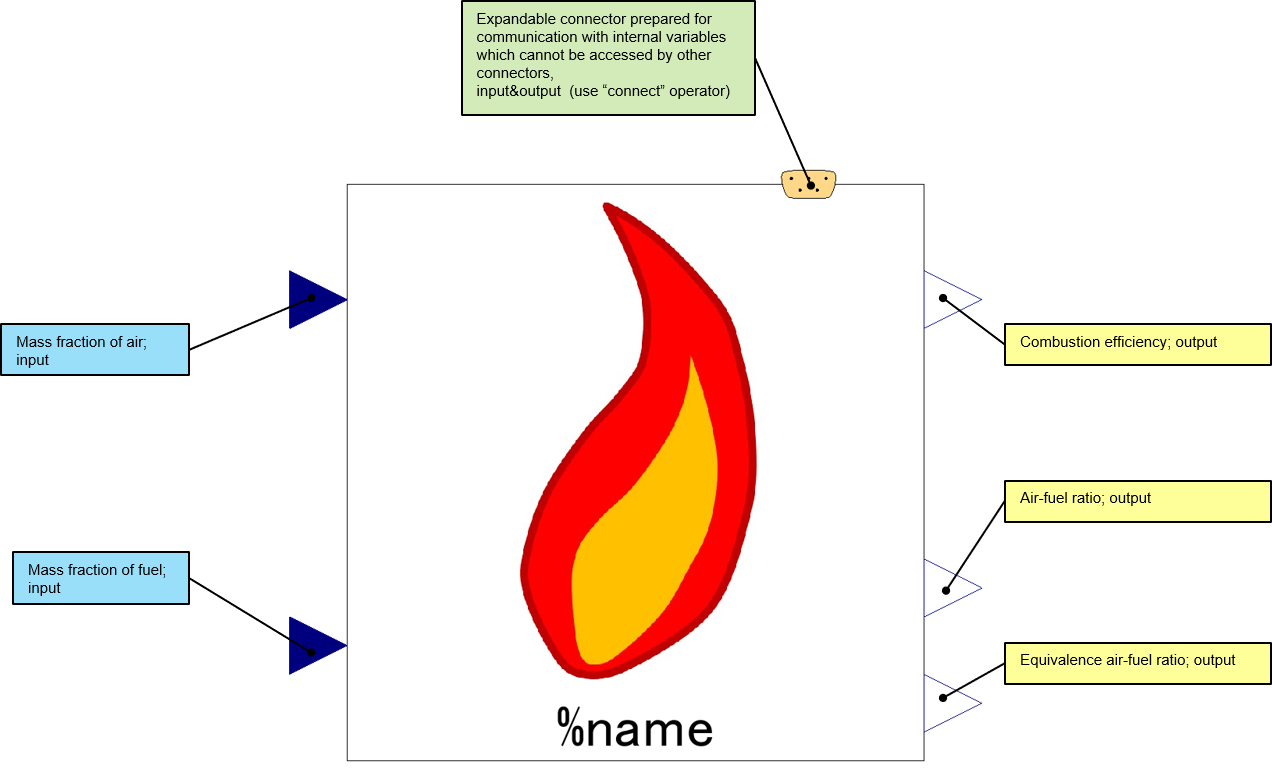 Expandable connector prepared for
communication with internal variables
which cannot be accessed by other
connectors,
input&output  (use “connect” operator)
Mass fraction of air;
input
Combustion efficiency; output
Air-fuel ratio; output
Mass fraction of fuel;
input
Equivalence air-fuel ratio; output
%name